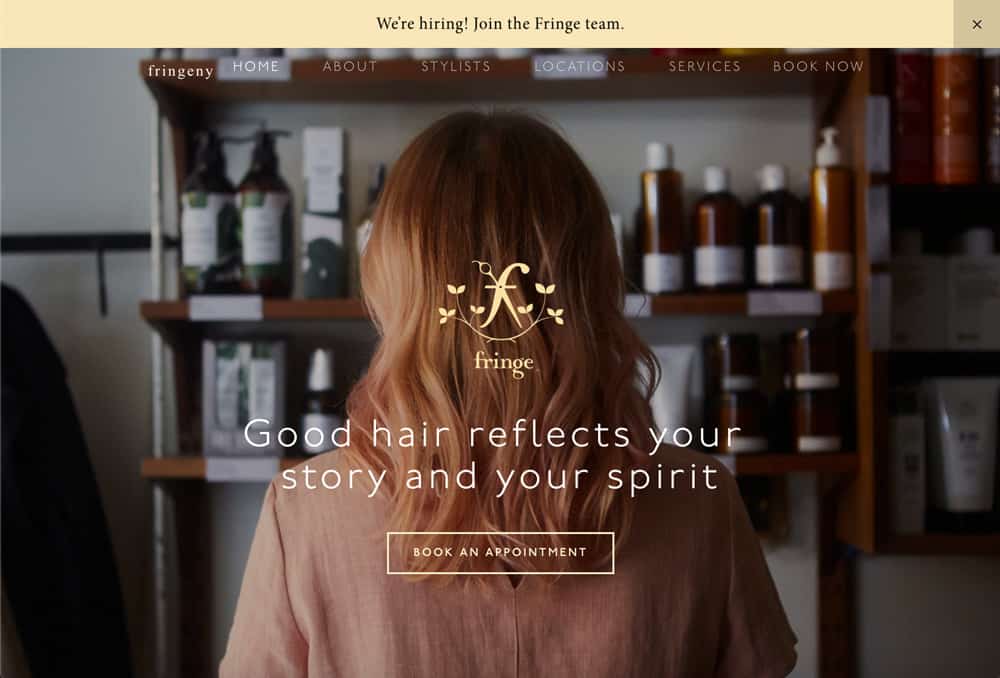 We're hiring! Join the Fringe team.
fringeny HOME ABOUT STYLISTS LOCATIONS SERVICES BOOK NOW
fringe
Good hair reflects your
story and your spirit
BOOK AN APPOINTMENT